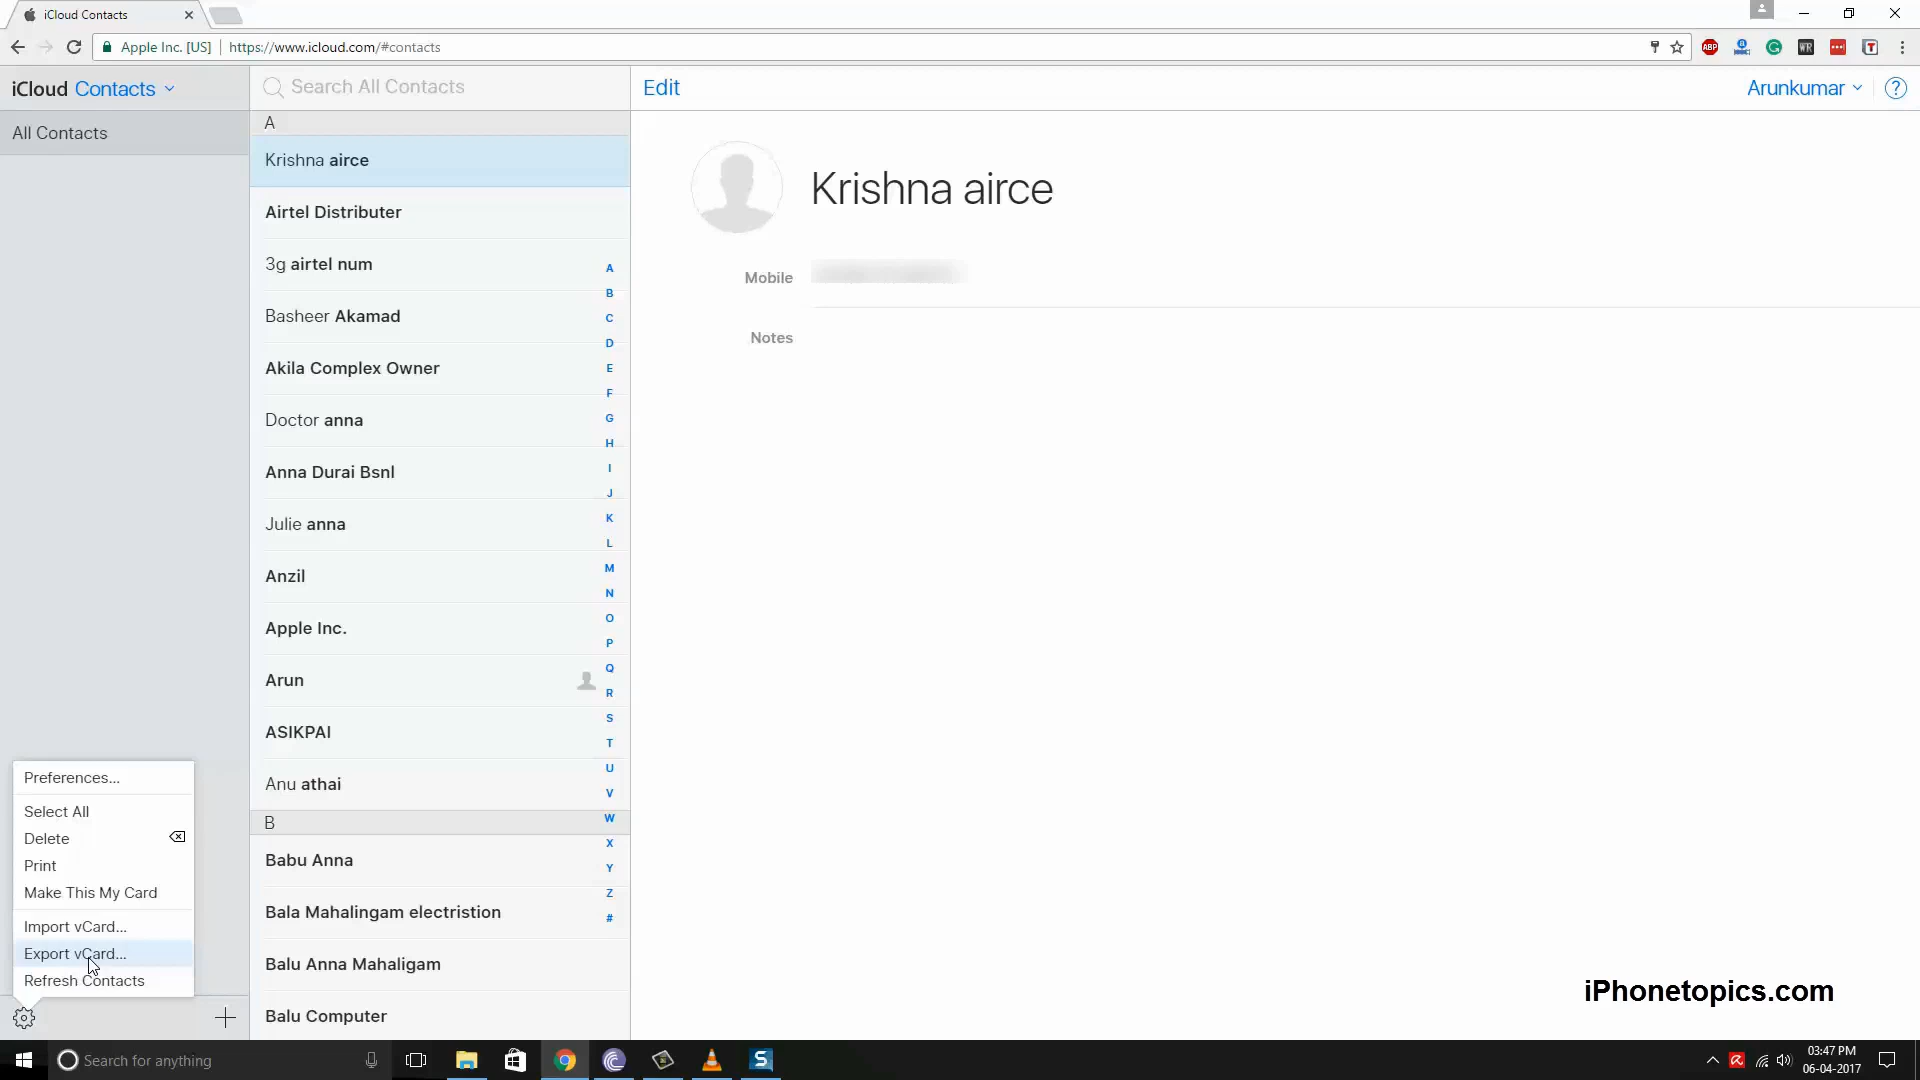 iCloud Contacts
Apple Inc. [US]
https://www.icloud.com/#contacts
ABP
WR
T
iCloud Contacts
Search All Contacts
Edit
Arunkumar
?
All Contacts
A
Krishna airce
Airtel Distributer
3g airtel num
Basheer Akamad
Akila Complex Owner
Doctor anna
Anna Durai Bsnl
Julie anna
Anzil
Apple Inc.
Arun
ASIKPAI
Anu athai
B
Babu Anna
Bala Mahalingam electristion
Balu Anna Mahaligam
Balu Computer
A
B
C
D
E
F
G
H
I
J
K
L
M
N
O
P
Q
R
S
T
U
V
W
X
Y
Z
#
Krishna airce
Mobile
Notes
Preferences...
Select All
Delete
Print
Make This My Card
Import vCard...
Export vCard...
Refresh Contacts
iPhonetopics.com
Search for anything
S
03:47 PM
06-04-2017